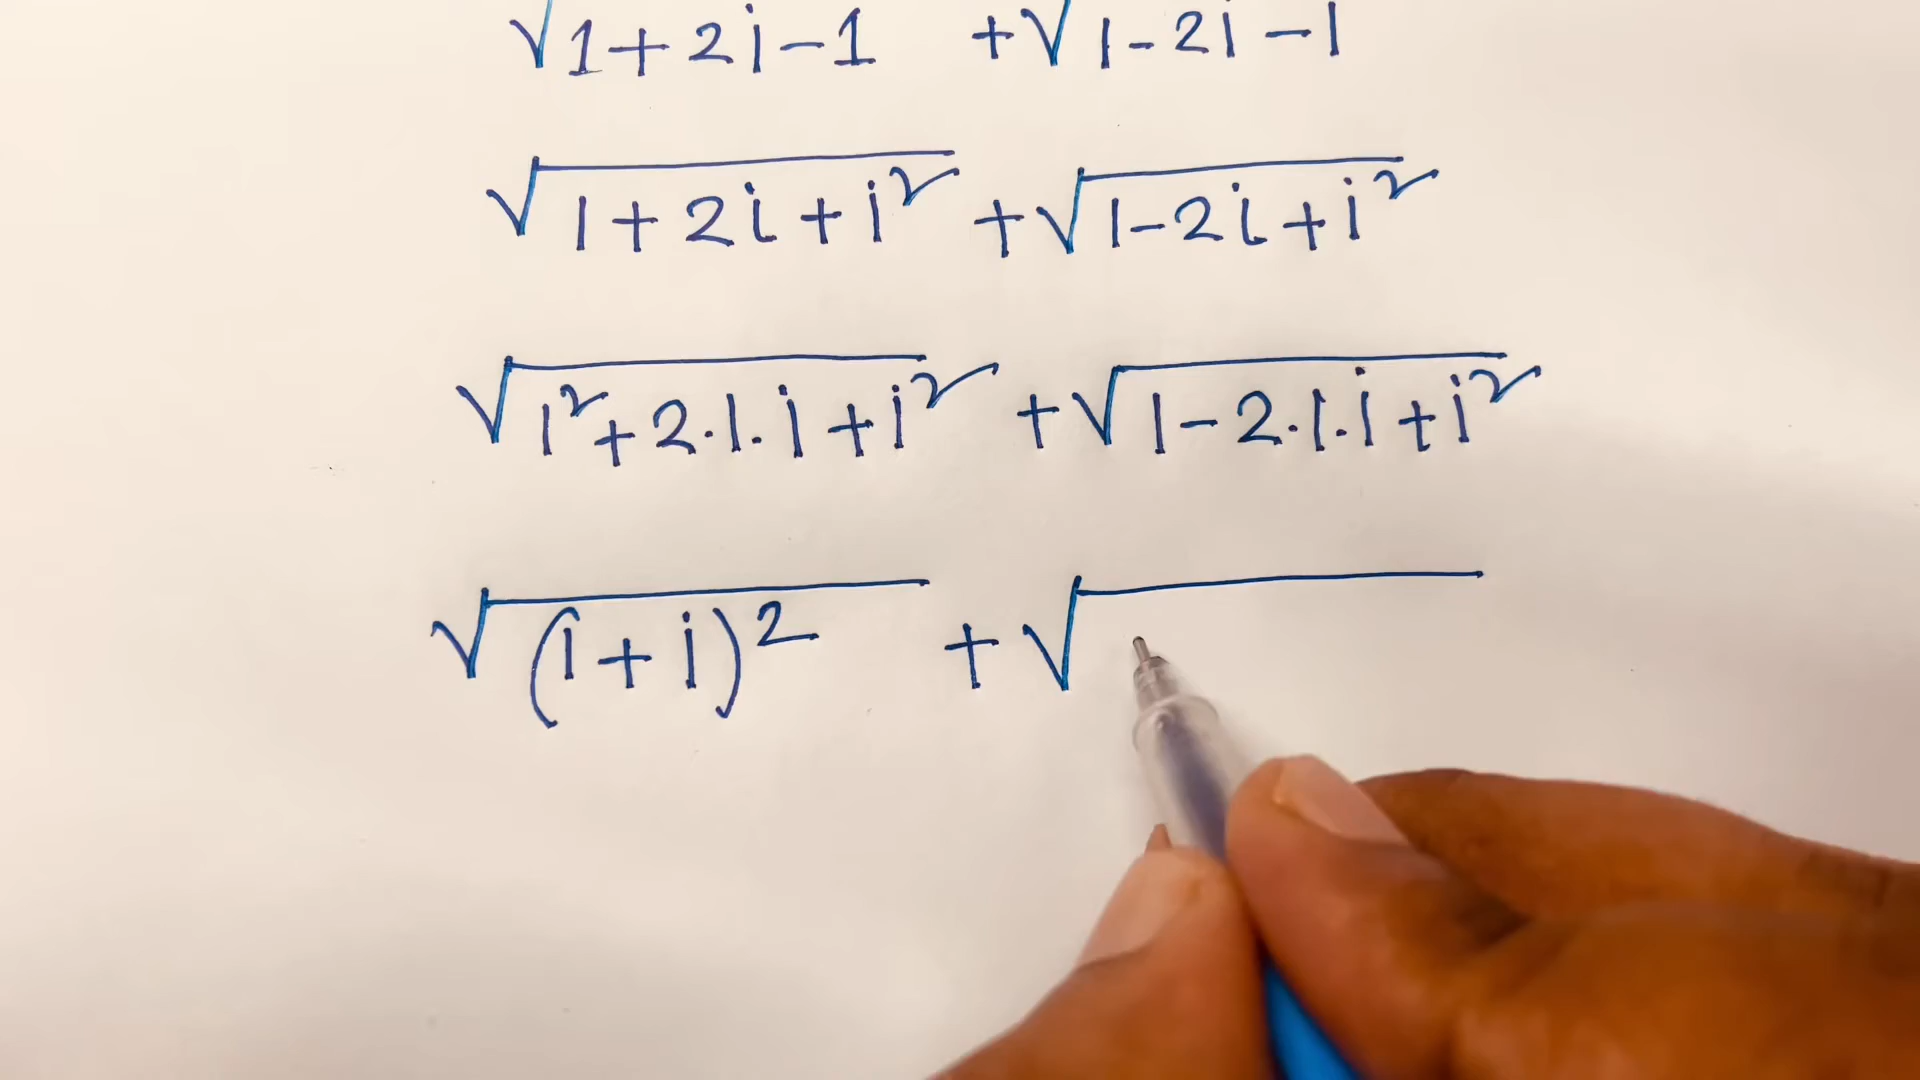 √1+2i-1 +√1-2i-1
√1+2i+i² +√1-2i+i²
√1²+2·1·i+i² +√1-2·1·i+i²
√(1+i)² +√